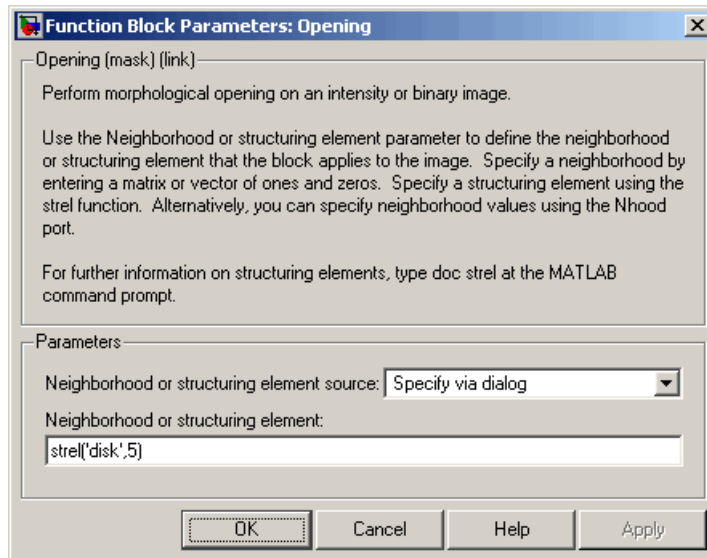 Function Block Parameters: Opening
Opening (mask) (link)
Perform morphological opening on an intensity or binary image.
Use the Neighborhood or structuring element parameter to define the neighborhood
or structuring element that the block applies to the image.  Specify a neighborhood by
entering a matrix or vector of ones and zeros.  Specify a structuring element using the
strel function.  Alternatively, you can specify neighborhood values using the Nhood
port.
For further information on structuring elements, type doc strel at the MATLAB
command prompt.
Parameters
Neighborhood or structuring element source: Specify via dialog
Neighborhood or structuring element:
strel('disk',5)
OK Cancel Help Apply